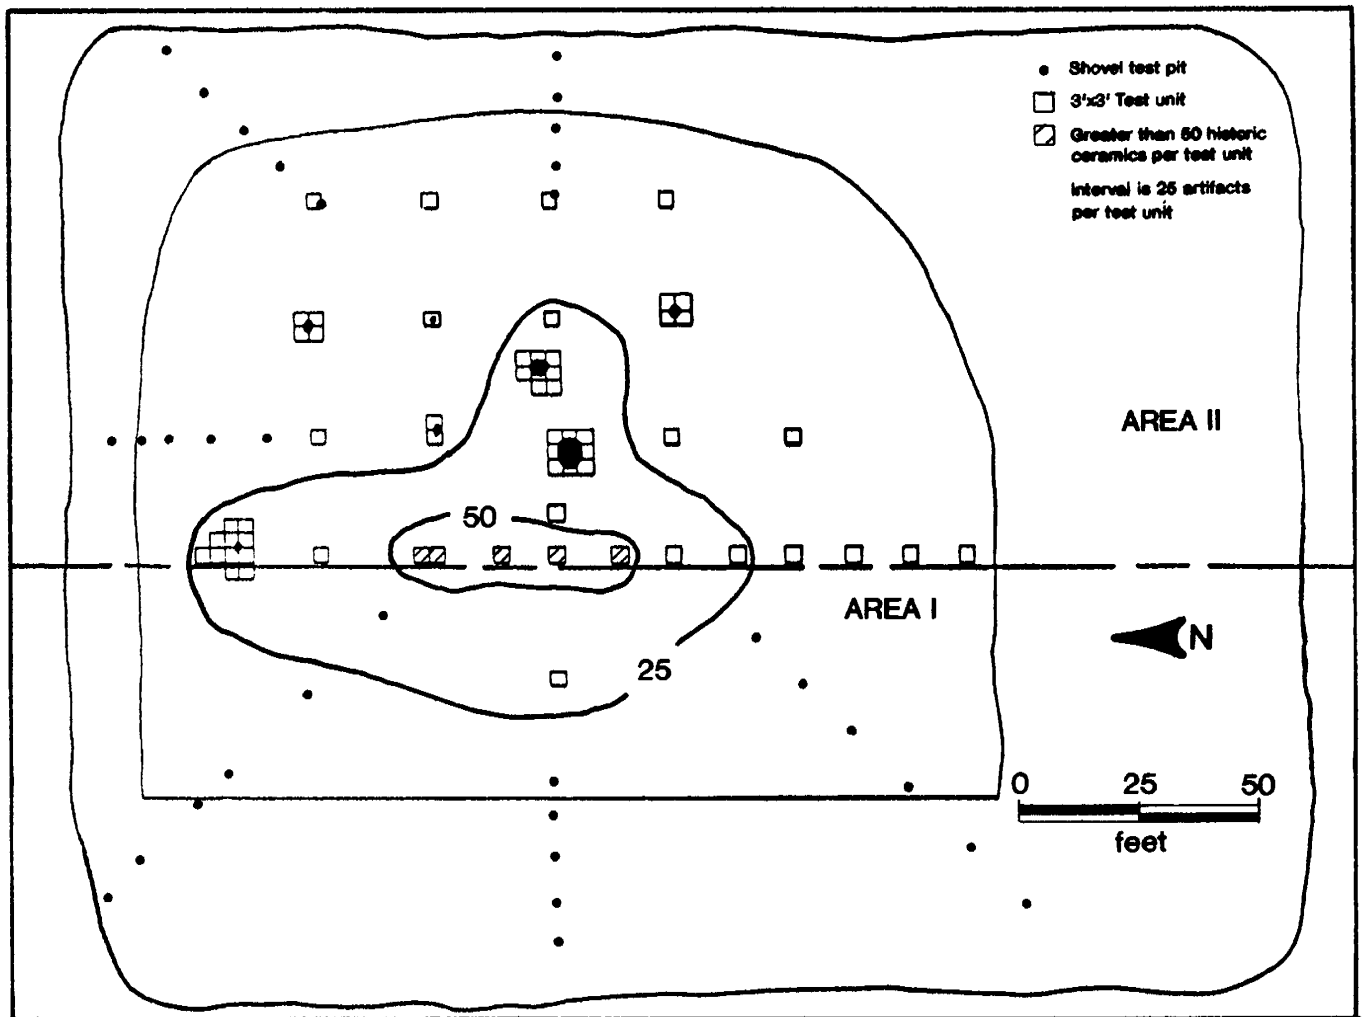 Shovel test pit
3'x3' Test unit
Greater than 50 historic
ceramics per test unit
Interval is 25 artifacts
per test unit
AREA II
50
AREA I
N
25
0 25 50
feet